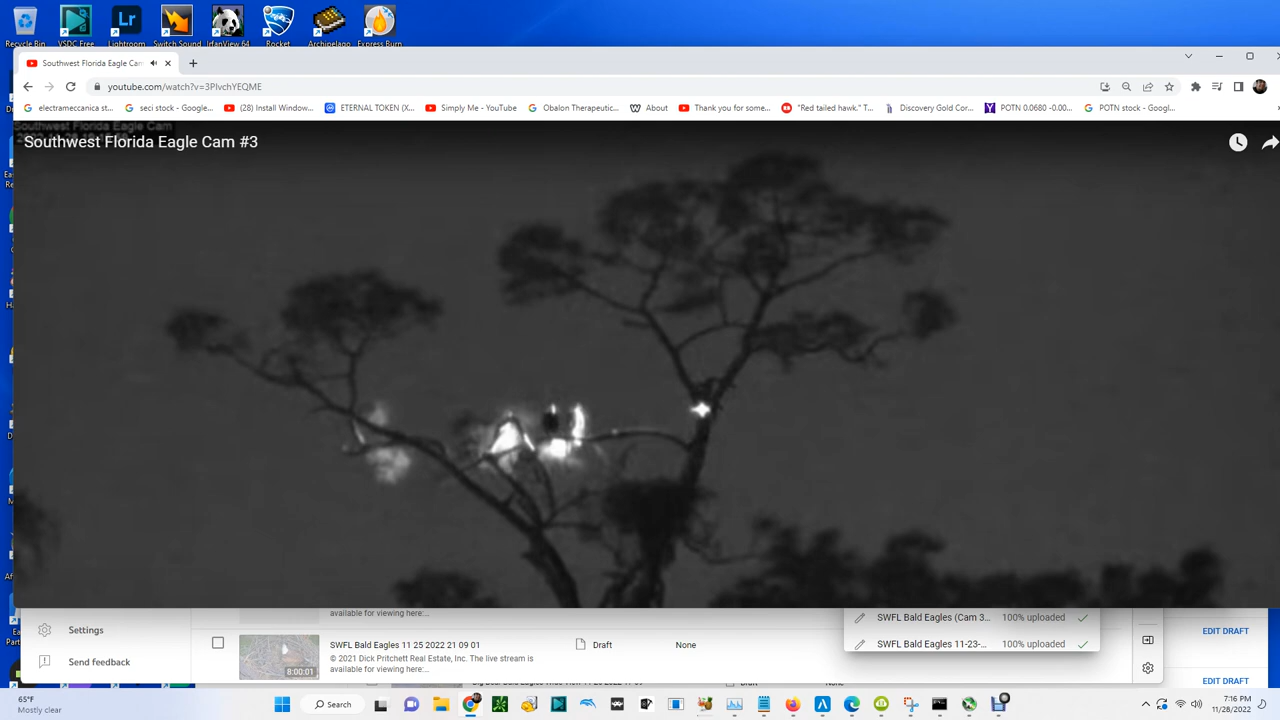 Recycle Bin
VSDC Free
Lightroom
Switch Sound
IrfanView 64
Rocket
Archipelago
Express Burn
Southwest Florida Eagle Cam
youtube.com/watch?v=3PIvchYEQME
electrameccanica st...
seci stock - Google...
(28) Install Window...
ETERNAL TOKEN (X...
Simply Me - YouTube
Obalon Therapeutic...
About
Thank you for some...
"Red tailed hawk." T...
Discovery Gold Cor...
POTN 0.0680 -0.00...
POTN stock - Googl...
Southwest Florida Eagle Cam
Southwest Florida Eagle Cam #3
available for viewing here:...
Settings
SWFL Bald Eagles (Cam 3...
100% uploaded
EDIT DRAFT
SWFL Bald Eagles 11 25 2022 21 09 01
Draft
None
SWFL Bald Eagles 11-23-...
100% uploaded
© 2021 Dick Pritchett Real Estate, Inc. The live stream is
available for viewing here:...
Send feedback
8:00:01
EDIT DRAFT
65°F
Mostly clear
Search
7:16 PM
11/28/2022